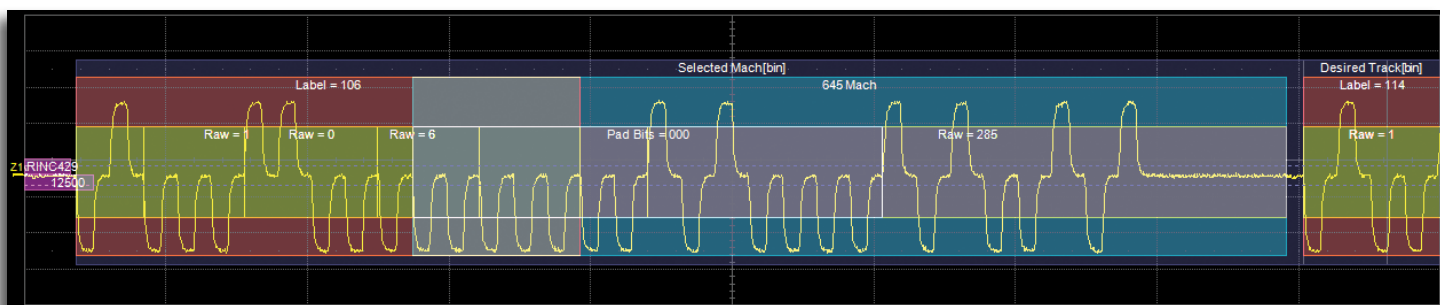 Selected Mach[bin]
Desired Track[bin]
Label = 106
645 Mach
Label = 114
Raw = 1
Raw = 0
Raw = 6
Pad Bits = 000
Raw = 285
Raw = 1
Z1
RINC429
12500